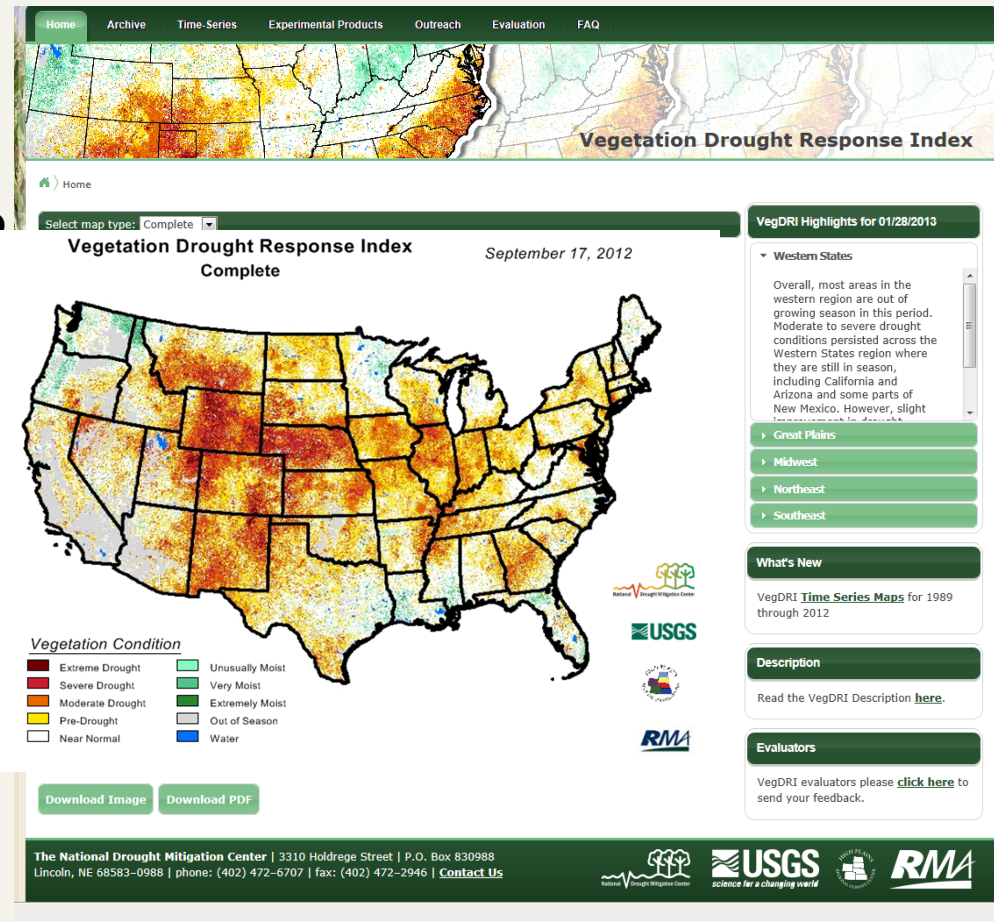 Home Archive Time-Series Experimental Products Outreach Evaluation FAQ
Vegetation Drought Response Index
Home
Select map type: Complete
Vegetation Drought Response Index
Complete
September 17, 2012
Vegetation Condition
Extreme Drought
Severe Drought
Moderate Drought
Pre-Drought
Near Normal
Unusually Moist
Very Moist
Extremely Moist
Out of Season
Water
National Drought Mitigation Center
USGS
RMA
Download Image Download PDF
VegDRI Highlights for 01/28/2013
Western States
Overall, most areas in the
western region are out of
growing season in this period.
Moderate to severe drought
conditions persisted across the
Western States region where
they are still in season,
including California and
Arizona and some parts of
New Mexico. However, slight
Great Plains
Midwest
Northeast
Southeast
What's New
VegDRI Time Series Maps for 1989
through 2012
Description
Read the VegDRI Description here.
Evaluators
VegDRI evaluators please click here to
send your feedback.
The National Drought Mitigation Center | 3310 Holdrege Street | P.O. Box 830988
Lincoln, NE 68583–0988 | phone: (402) 472–6707 | fax: (402) 472–2946 | Contact Us
National Drought Mitigation Center
USGS
science for a changing world
RMA